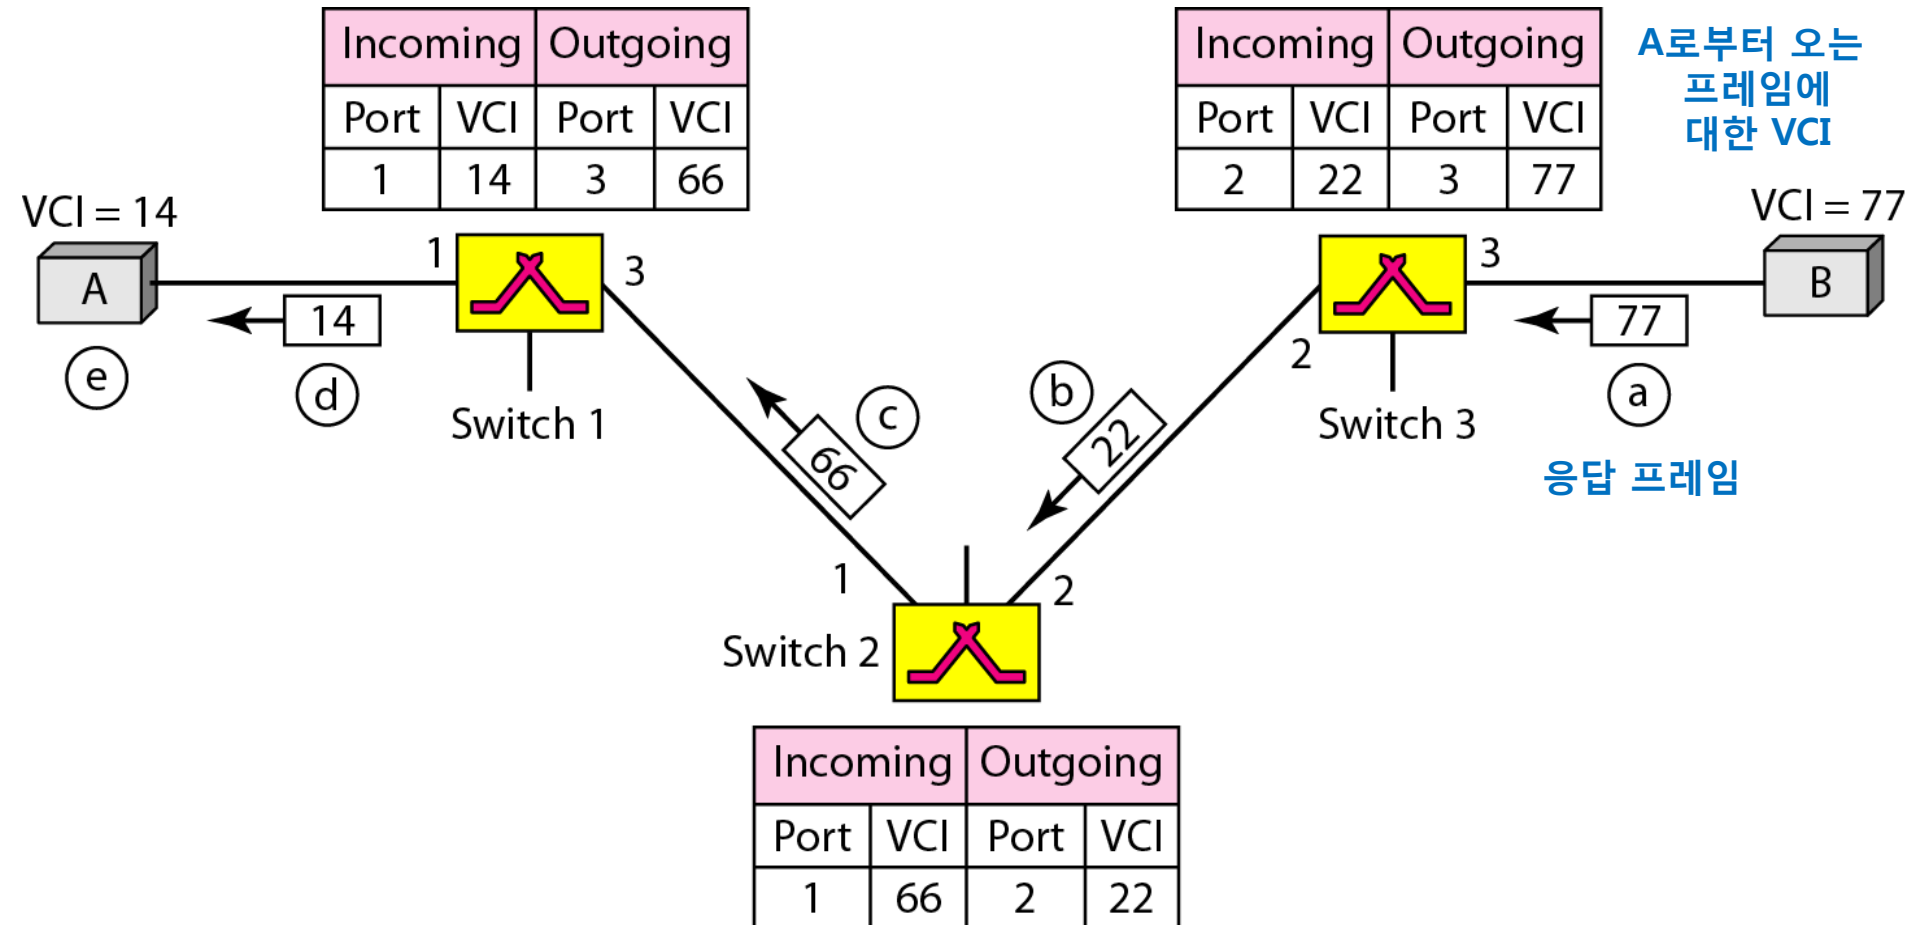 Incoming Outgoing
Port VCI Port VCI
1 14 3 66
Incoming Outgoing
Port VCI Port VCI
2 22 3 77
A로부터 오는
프레임에
대한 VCI
VCI = 14
VCI = 77
A
1
3
14
e
d
Switch 1
c
66
b
22
2
3
Switch 3
B
77
a
응답 프레임
1
2
Switch 2
Incoming Outgoing
Port VCI Port VCI
1 66 2 22